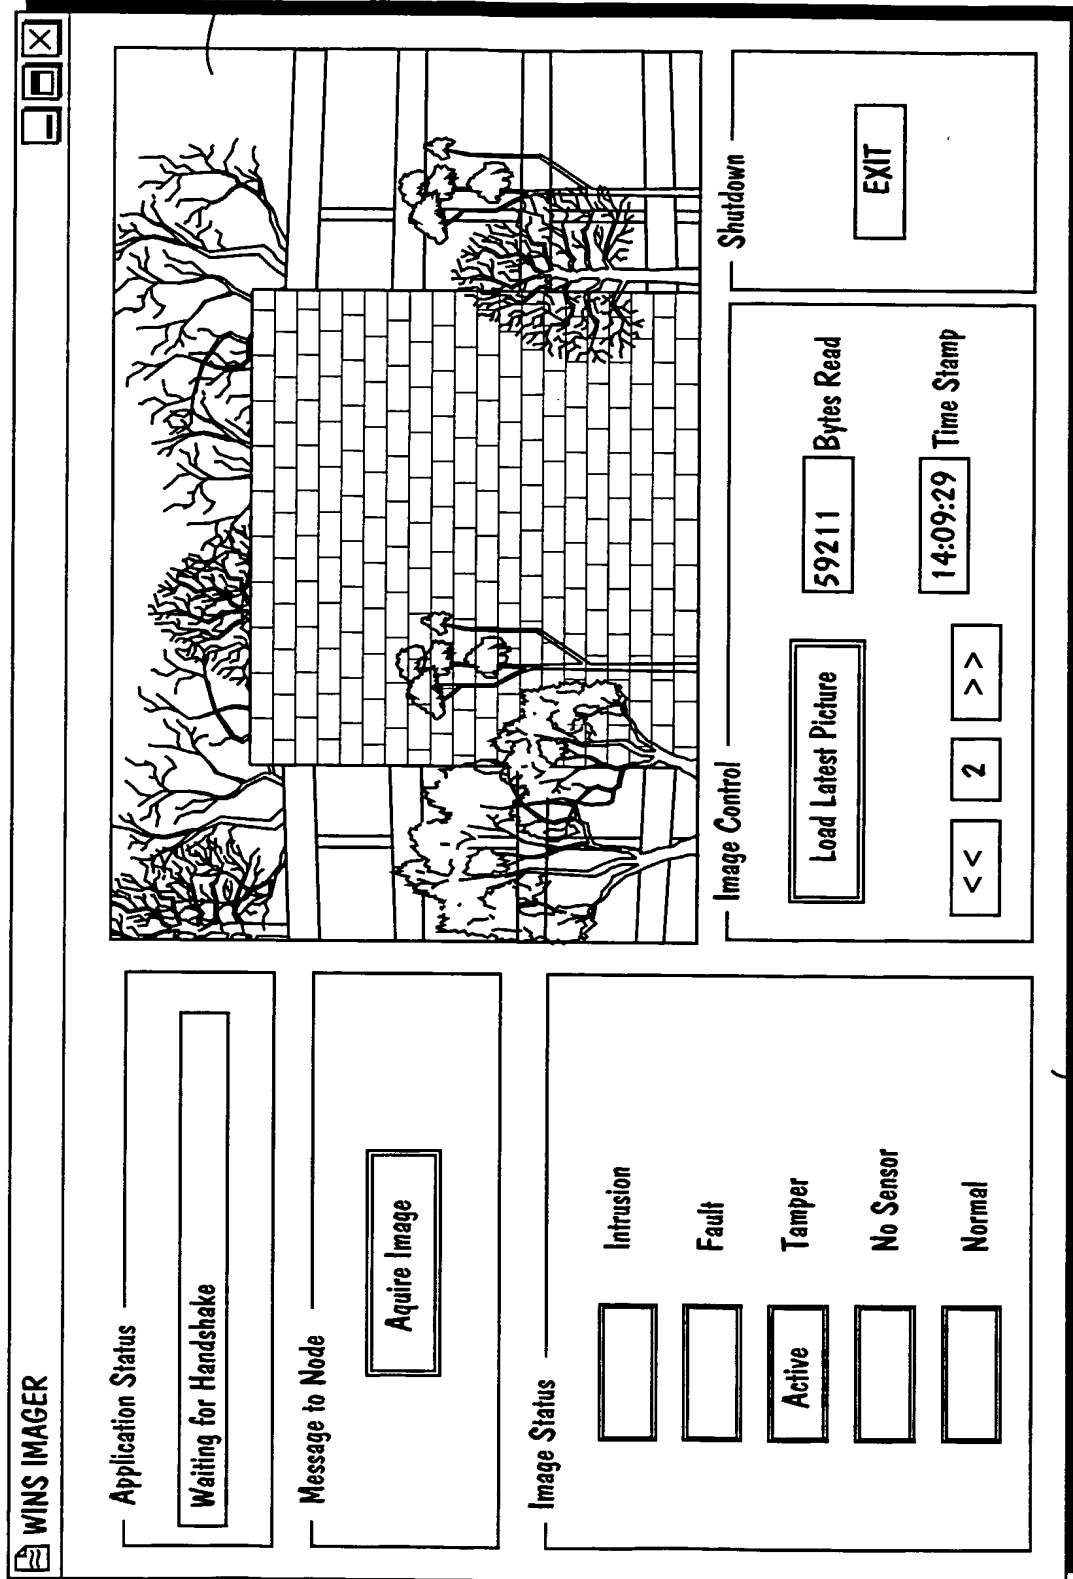 WINS IMAGER
Application Status
Waiting for Handshake
Message to Node
Aquire Image
Image Status
Intrusion
Fault
Active Tamper
No Sensor
Normal
Image Control
Load Latest Picture
59211 Bytes Read
<< 2 >>
14:09:29 Time Stamp
Shutdown
EXIT